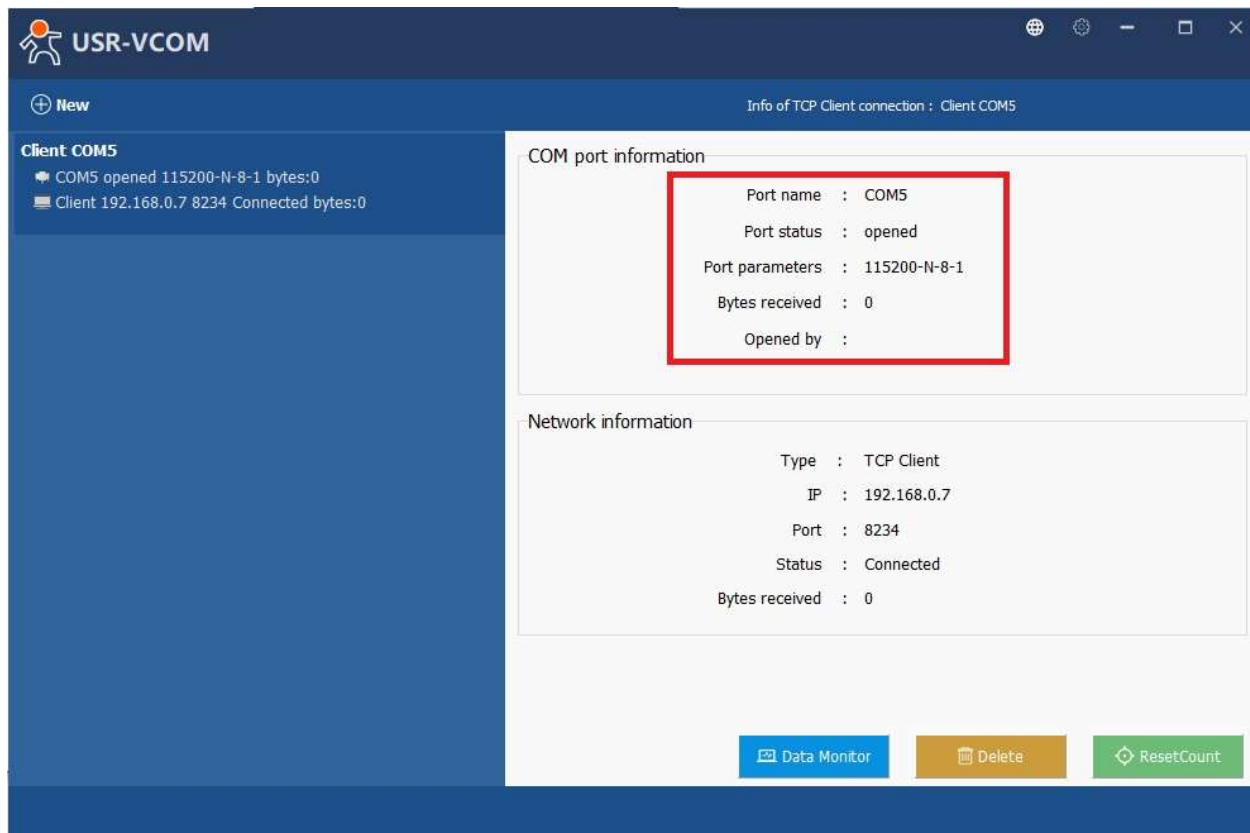 USR-VCOM
New
Info of TCP Client connection : Client COM5
Client COM5
COM5 opened 115200-N-8-1 bytes:0
Client 192.168.0.7 8234 Connected bytes:0
COM port information
Port name : COM5
Port status : opened
Port parameters : 115200-N-8-1
Bytes received : 0
Opened by :
Network information
Type : TCP Client
IP : 192.168.0.7
Port : 8234
Status : Connected
Bytes received : 0
Data Monitor
Delete
ResetCount